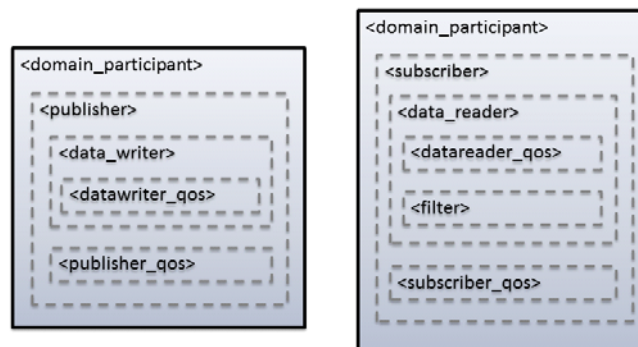 <domain_participant>
<publisher>
<data_writer>
<datawriter_qos>
<publisher_qos>
<domain_participant>
<subscriber>
<data_reader>
<datareader_qos>
<filter>
<subscriber_qos>